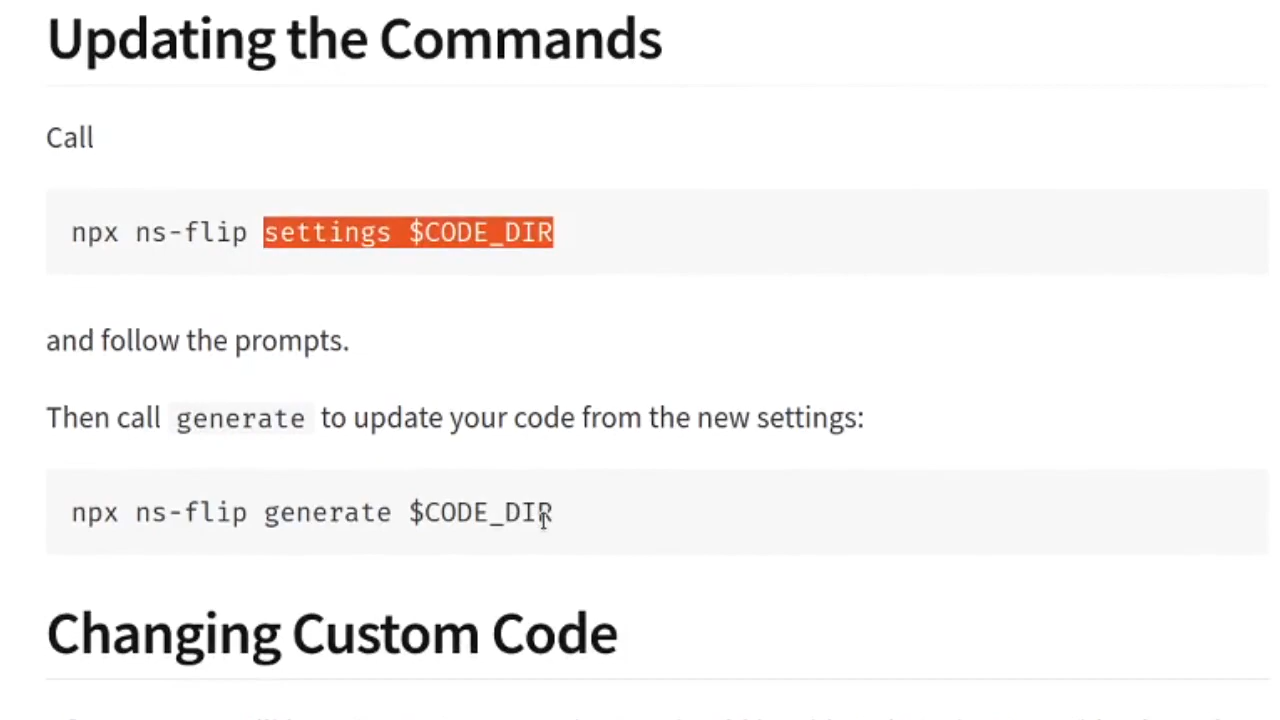 Updating the Commands
Call
npx ns-flip settings $CODE_DIR
and follow the prompts.
Then call generate to update your code from the new settings:
npx ns-flip generate $CODE_DIR
Changing Custom Code